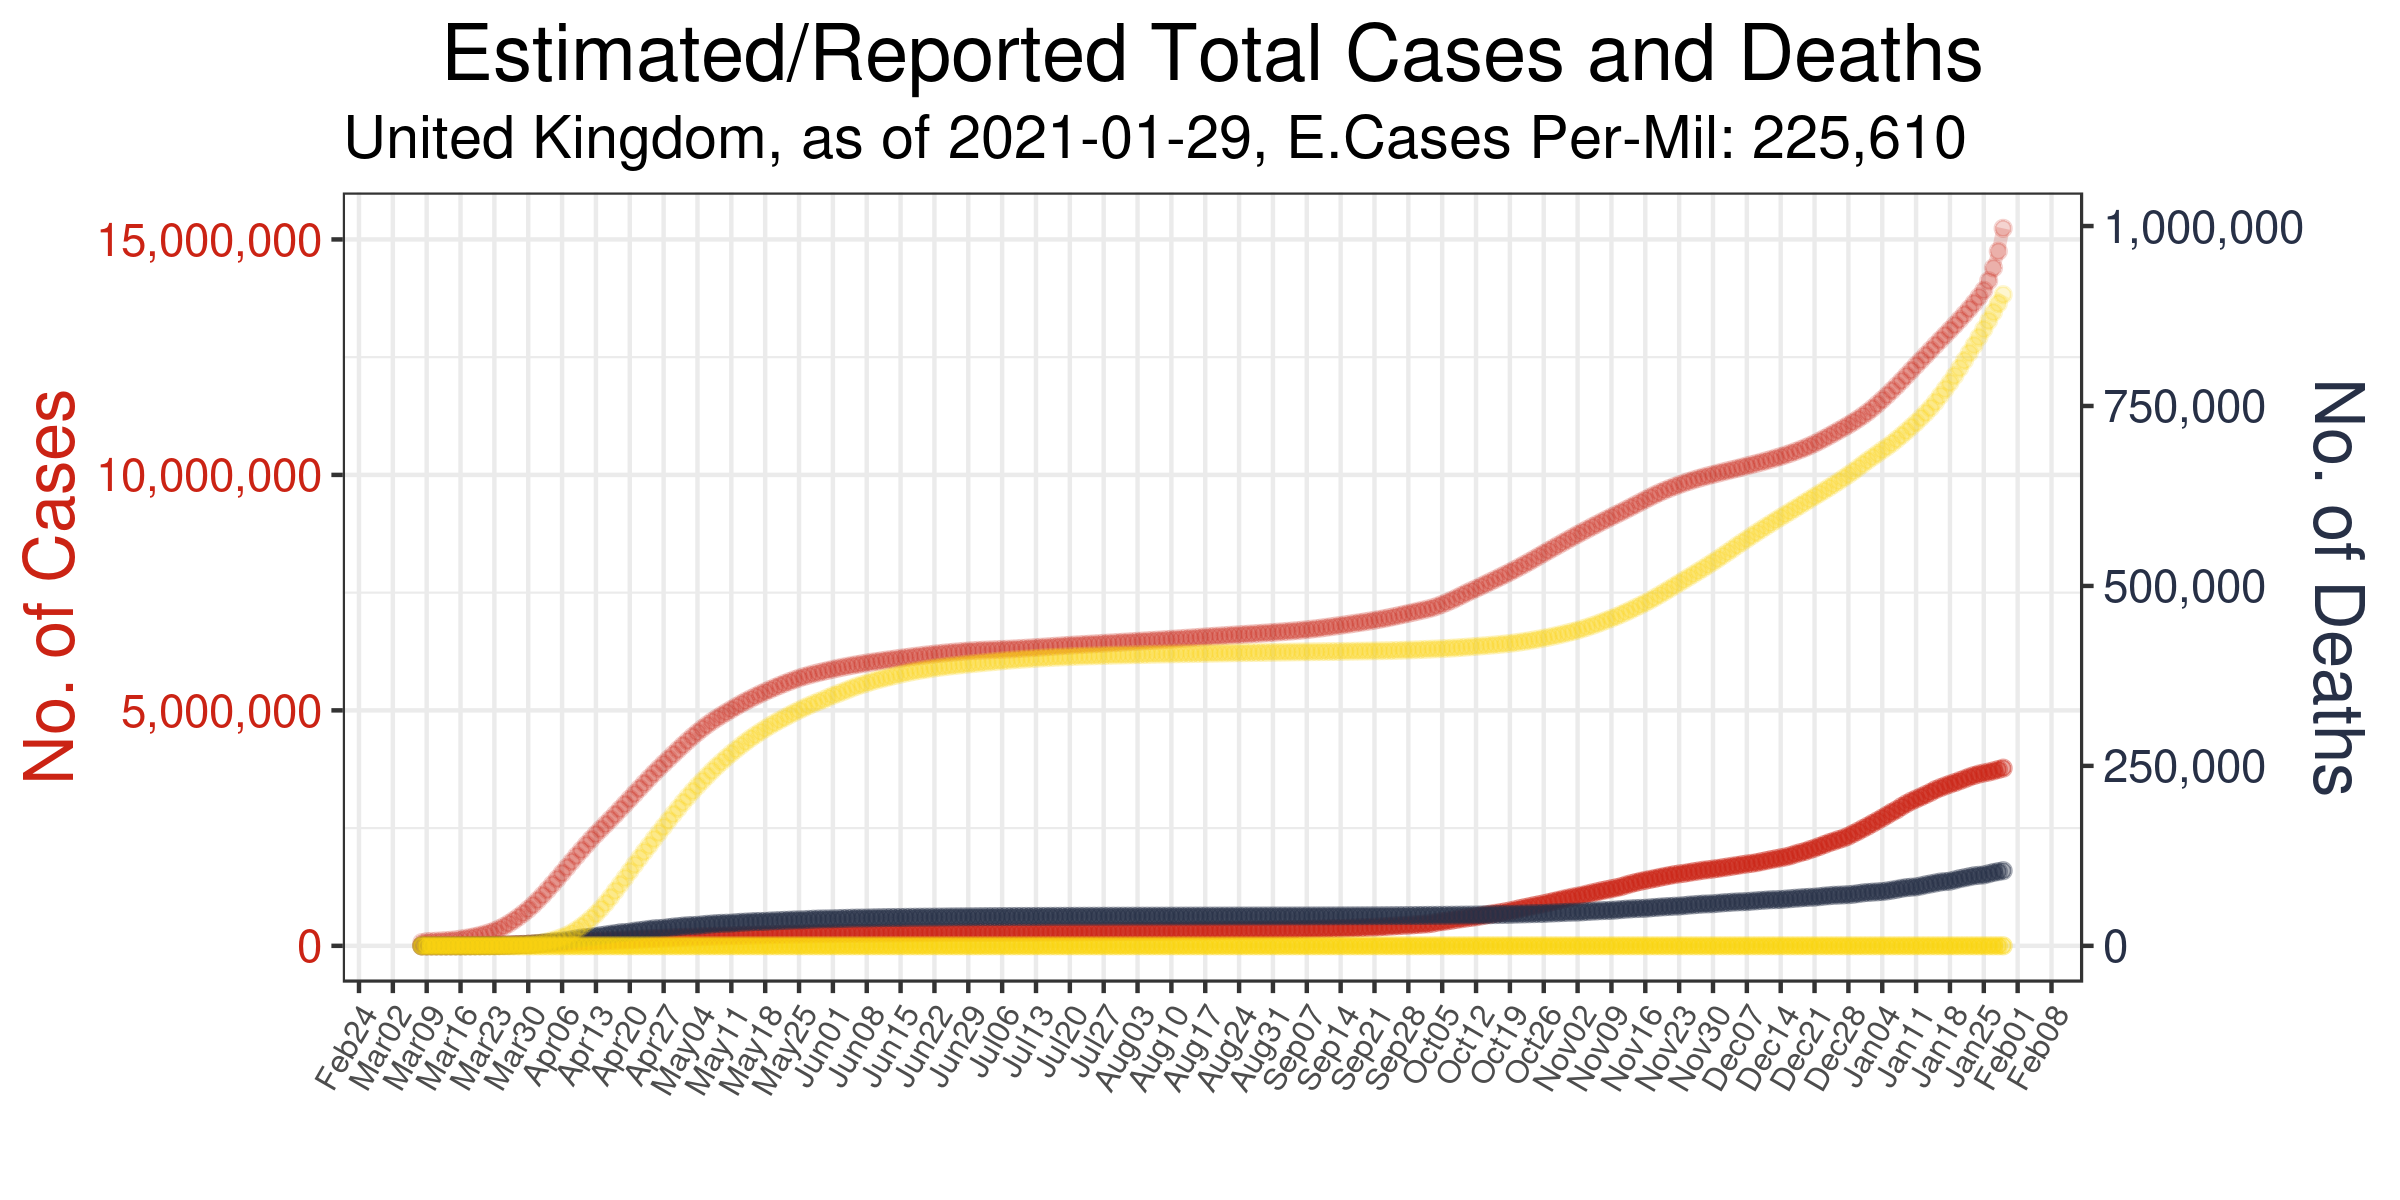 Estimated/Reported Total Cases and Deaths
United Kingdom, as of 2021-01-29, E.Cases Per-Mil: 225,610
No. of Cases
15,000,000
10,000,000
5,000,000
0
1,000,000
750,000
500,000
250,000
0
No. of Deaths
Feb24
Mar02
Mar09
Mar16
Mar23
Mar30
Apr06
Apr13
Apr20
Apr27
May04
May11
May18
May25
Jun01
Jun08
Jun15
Jun22
Jun29
Jul06
Jul13
Jul20
Jul27
Aug03
Aug10
Aug17
Aug24
Aug31
Sep07
Sep14
Sep21
Sep28
Oct05
Oct12
Oct19
Oct26
Nov02
Nov09
Nov16
Nov23
Nov30
Dec07
Dec14
Dec21
Dec28
Jan04
Jan11
Jan18
Jan25
Feb01
Feb08